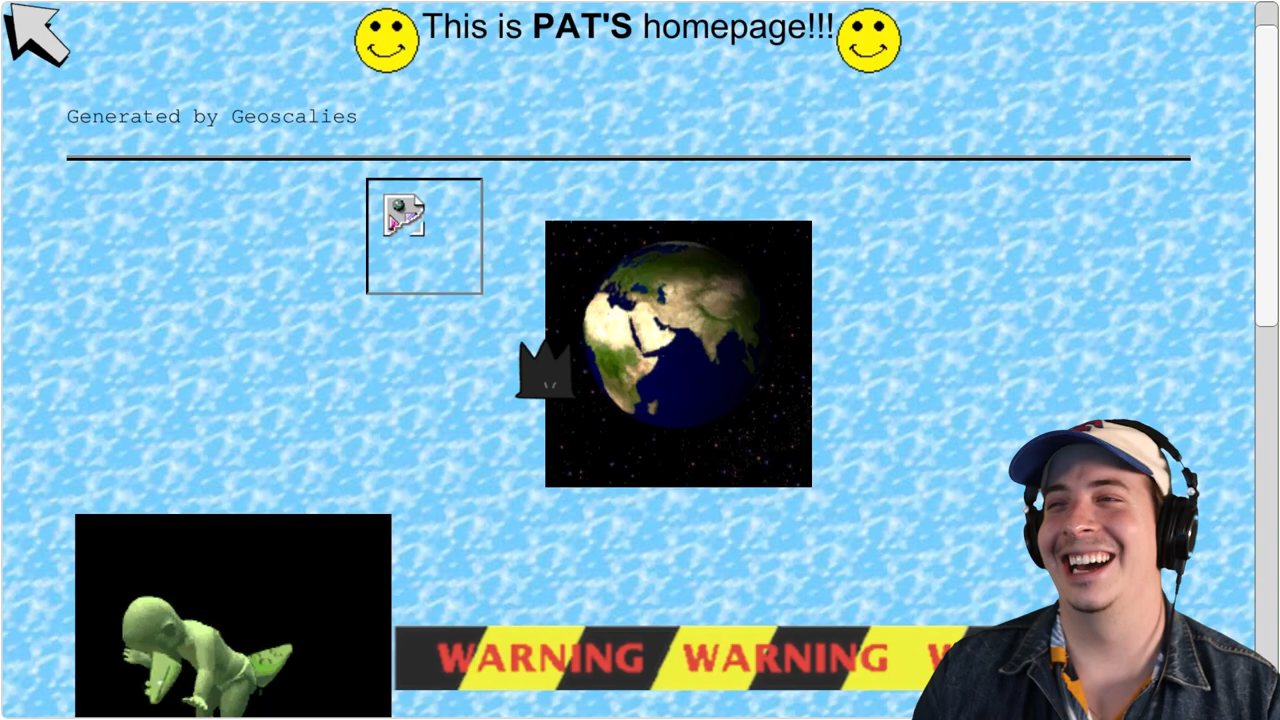 This is PAT'S homepage!!!
Generated by Geoscalies
WARNING WARNING W